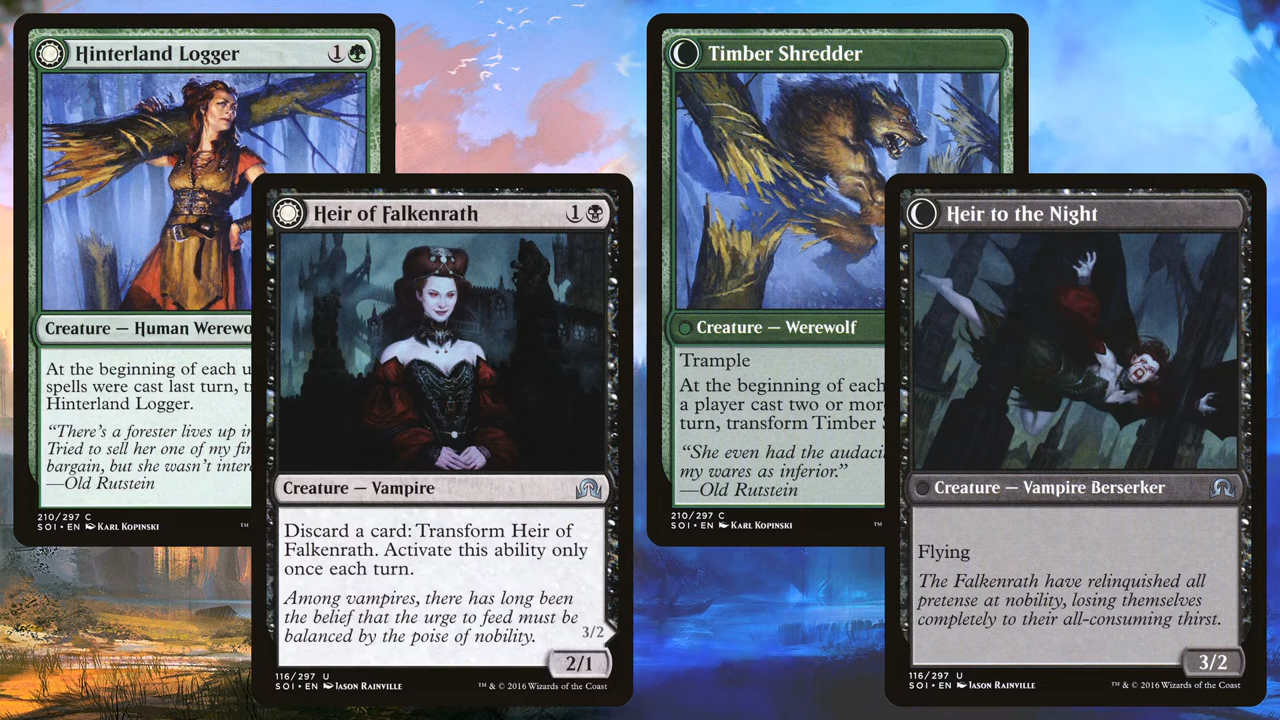 Hinterland Logger 1
Creature — Human Werewo
At the beginning of each u
spells were cast last turn, t
Hinterland Logger.
“There’s a forester lives up in
Tried to sell her one of my fin
bargain, but she wasn’t inter
—Old Rutstein
210/297 C
SOI • EN Karl Kopinski
™
Heir of Falkenrath 1
Creature — Vampire
Discard a card: Transform Heir of
Falkenrath. Activate this ability only
once each turn.
Among vampires, there has long been
the belief that the urge to feed must be
balanced by the poise of nobility.
3/2
2/1
116/297 U
SOI • EN Jason Rainville
™ & © 2016 Wizards of the Coast
Timber Shredder
Creature — Werewolf
Trample
At the beginning of each
a player cast two or mor
turn, transform Timber S
“She even had the audaci
my wares as inferior.”
—Old Rutstein
210/297 C
SOI • EN Karl Kopinski
™
Heir to the Night
Creature — Vampire Berserker
Flying
The Falkenrath have relinquished all
pretense at nobility, losing themselves
completely to their all-consuming thirst.
3/2
116/297 U
SOI • EN Jason Rainville
™ & © 2016 Wizards of the Coast